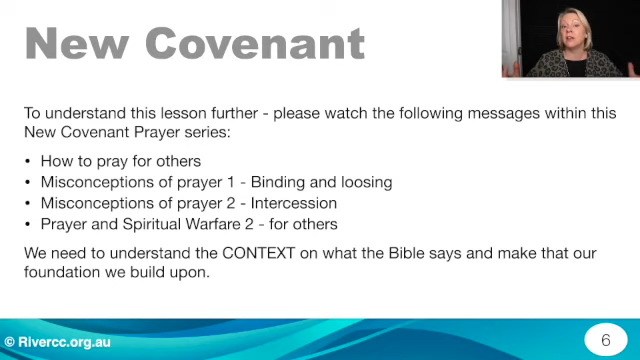 New Covenant
To understand this lesson further - please watch the following messages within this
New Covenant Prayer series:
• How to pray for others
• Misconceptions of prayer 1 - Binding and loosing
• Misconceptions of prayer 2 - Intercession
• Prayer and Spiritual Warfare 2 - for others
We need to understand the CONTEXT on what the Bible says and make that our
foundation we build upon.
© Rivercc.org.au
6